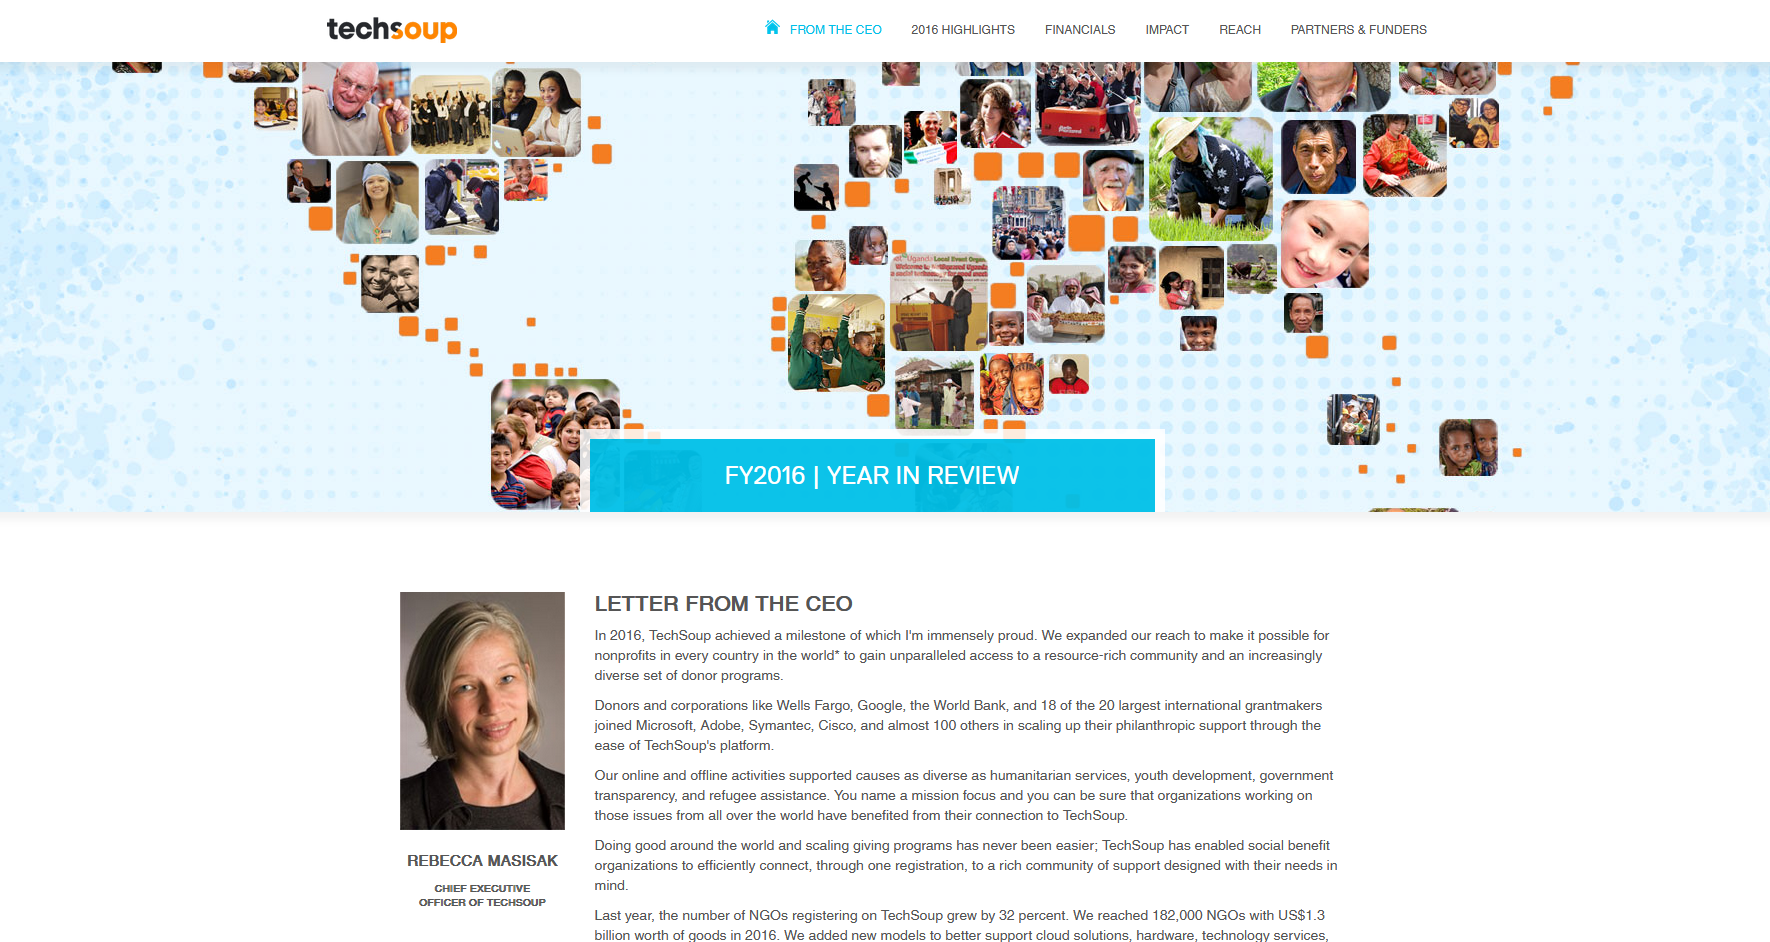 techsoup
FROM THE CEO
2016 HIGHLIGHTS
FINANCIALS
IMPACT
REACH
PARTNERS & FUNDERS
Uganda Local Event
Welcome to
FY2016 | YEAR IN REVIEW
LETTER FROM THE CEO
In 2016, TechSoup achieved a milestone of which I'm immensely proud. We expanded our reach to make it possible for
nonprofits in every country in the world* to gain unparalleled access to a resource-rich community and an increasingly
diverse set of donor programs.
Donors and corporations like Wells Fargo, Google, the World Bank, and 18 of the 20 largest international grantmakers
joined Microsoft, Adobe, Symantec, Cisco, and almost 100 others in scaling up their philanthropic support through the
ease of TechSoup's platform.
Our online and offline activities supported causes as diverse as humanitarian services, youth development, government
transparency, and refugee assistance. You name a mission focus and you can be sure that organizations working on
those issues from all over the world have benefited from their connection to TechSoup.
Doing good around the world and scaling giving programs has never been easier; TechSoup has enabled social benefit
organizations to efficiently connect, through one registration, to a rich community of support designed with their needs in
mind.
Last year, the number of NGOs registering on TechSoup grew by 32 percent. We reached 182,000 NGOs with US$1.3
billion worth of goods in 2016. We added new models to better support cloud solutions, hardware, technology services,
REBECCA MASISAK
CHIEF EXECUTIVE
OFFICER OF TECHSOUP